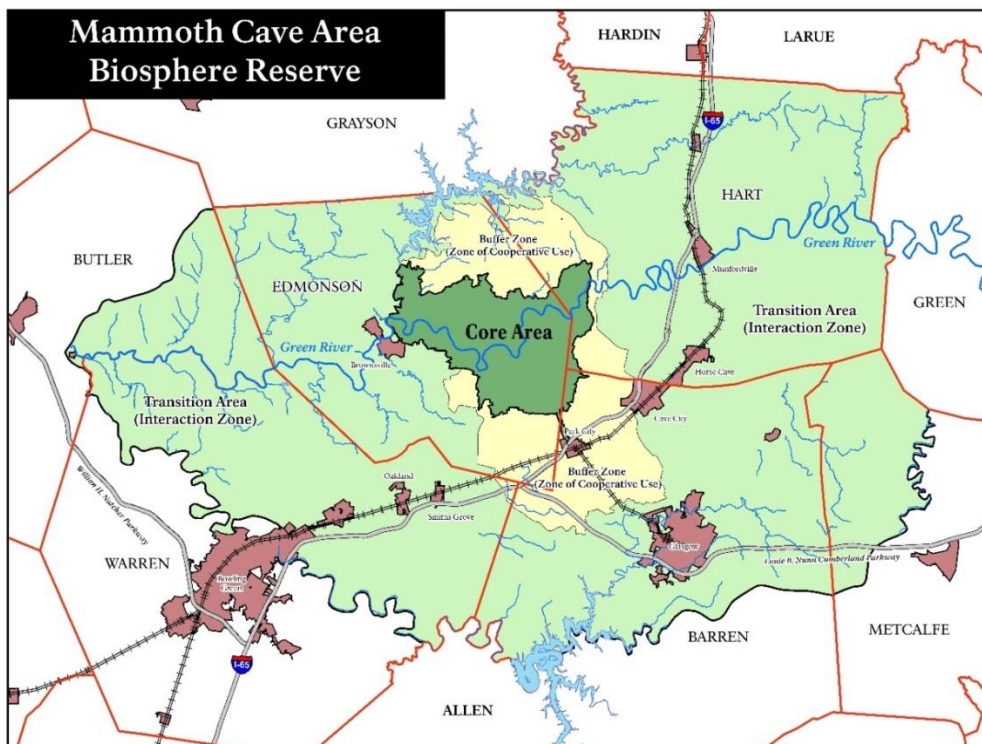 Mammoth Cave Area
Biosphere Reserve
HARDIN
LARUE
GRAYSON
I-65
HART
BUTLER
Buffer Zone
(Zone of Cooperative Use)
Green River
Munfordville
EDMONSON
GREEN
Core Area
Transition Area
(Interaction Zone)
Green River
Brownsville
Horse Cave
Transition Area
(Interaction Zone)
Cave City
Park City
Buffer Zone
(Zone of Cooperative Use)
Oakland
Smiths Grove
William H. Natcher Parkway
Glasgow
WARREN
Louie B. Nunn Cumberland Parkway
Bowling
Green
BARREN
METCALFE
I-65
ALLEN